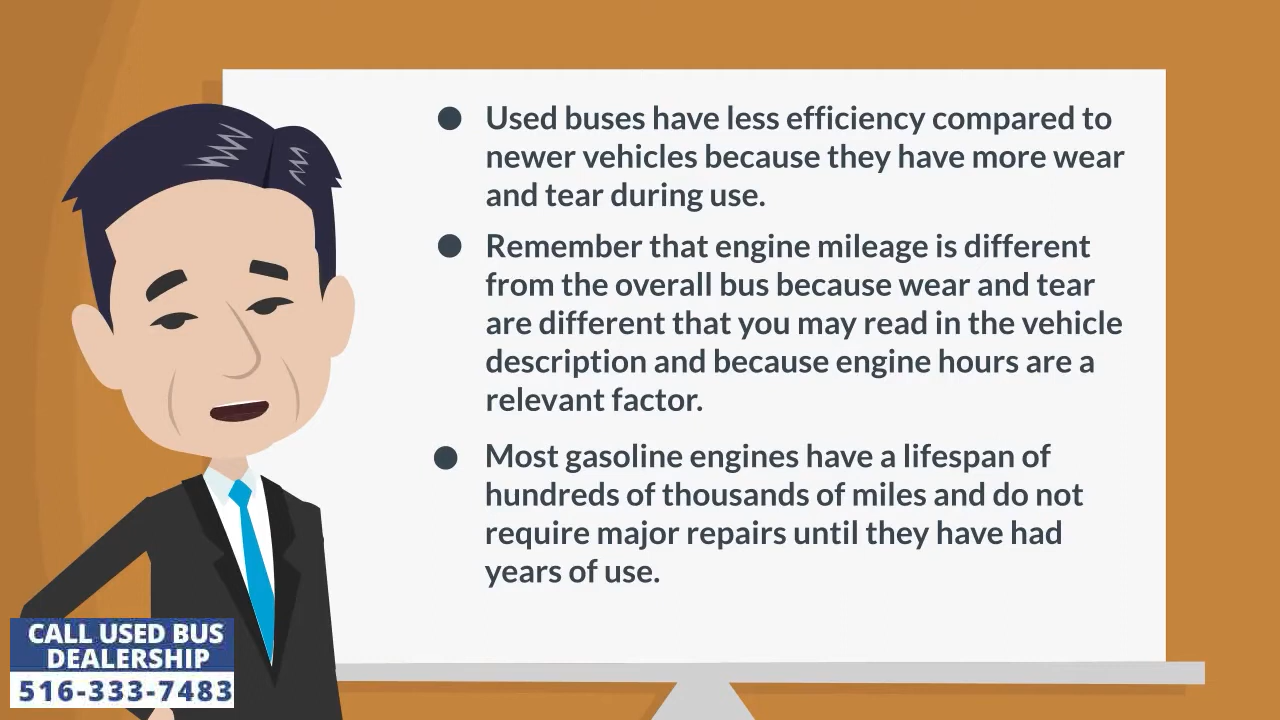 Used buses have less efficiency compared to
newer vehicles because they have more wear
and tear during use.
Remember that engine mileage is different
from the overall bus because wear and tear
are different that you may read in the vehicle
description and because engine hours are a
relevant factor.
Most gasoline engines have a lifespan of
hundreds of thousands of miles and do not
require major repairs until they have had
years of use.
CALL USED BUS
DEALERSHIP
516-333-7483